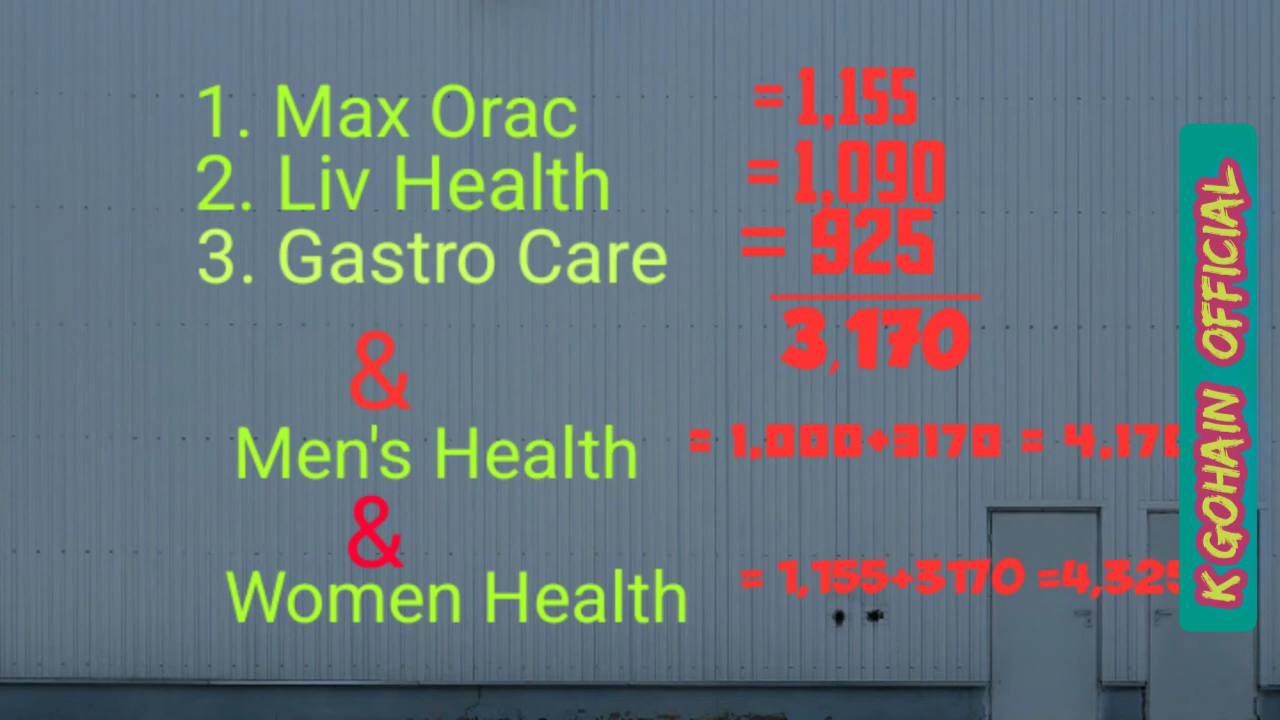 1. Max Orac = 1,155
2. Liv Health = 1,090
3. Gastro Care = 925
3,170
&
Men's Health = 1,000+3170 = 4,170
&
Women Health = 1,155+3170 =4,325
K GOHAIN OFFICIAL